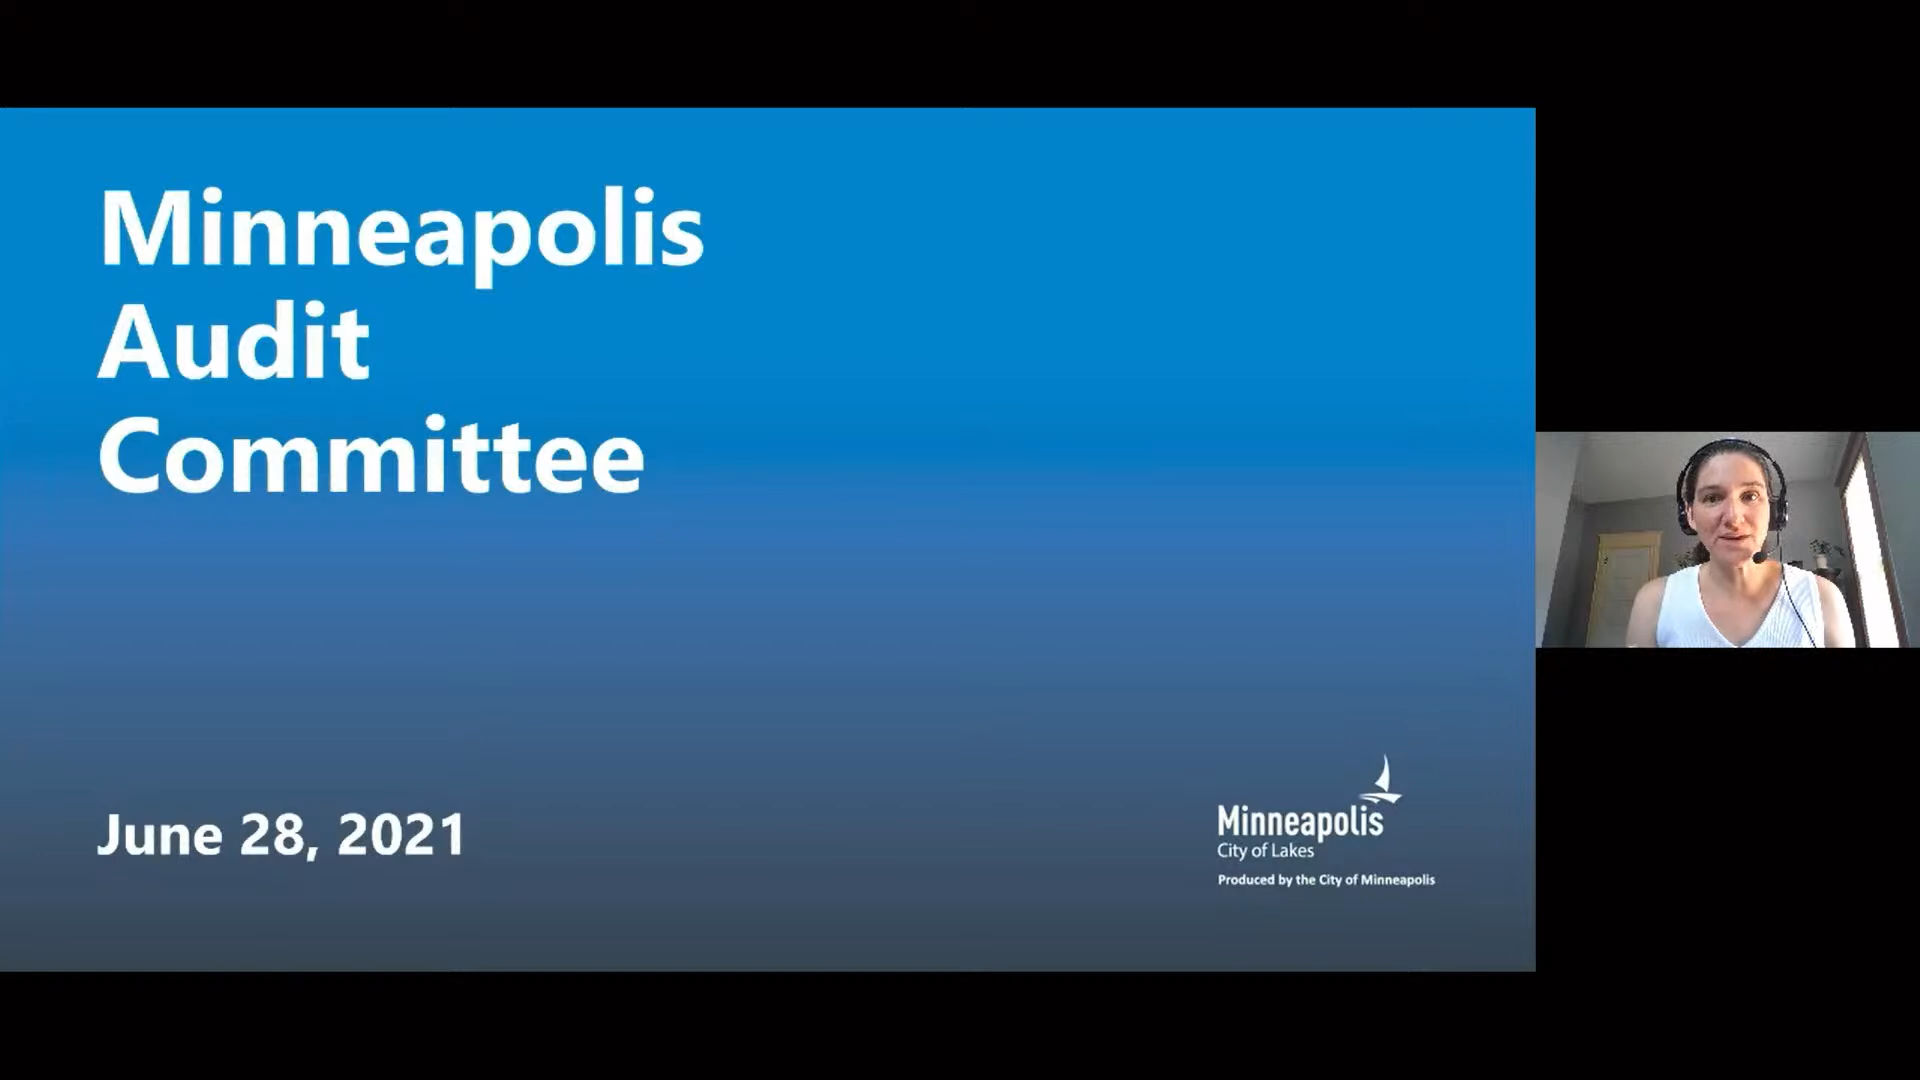 Minneapolis
Audit
Committee
June 28, 2021
Minneapolis
City of Lakes
Produced by the City of Minneapolis